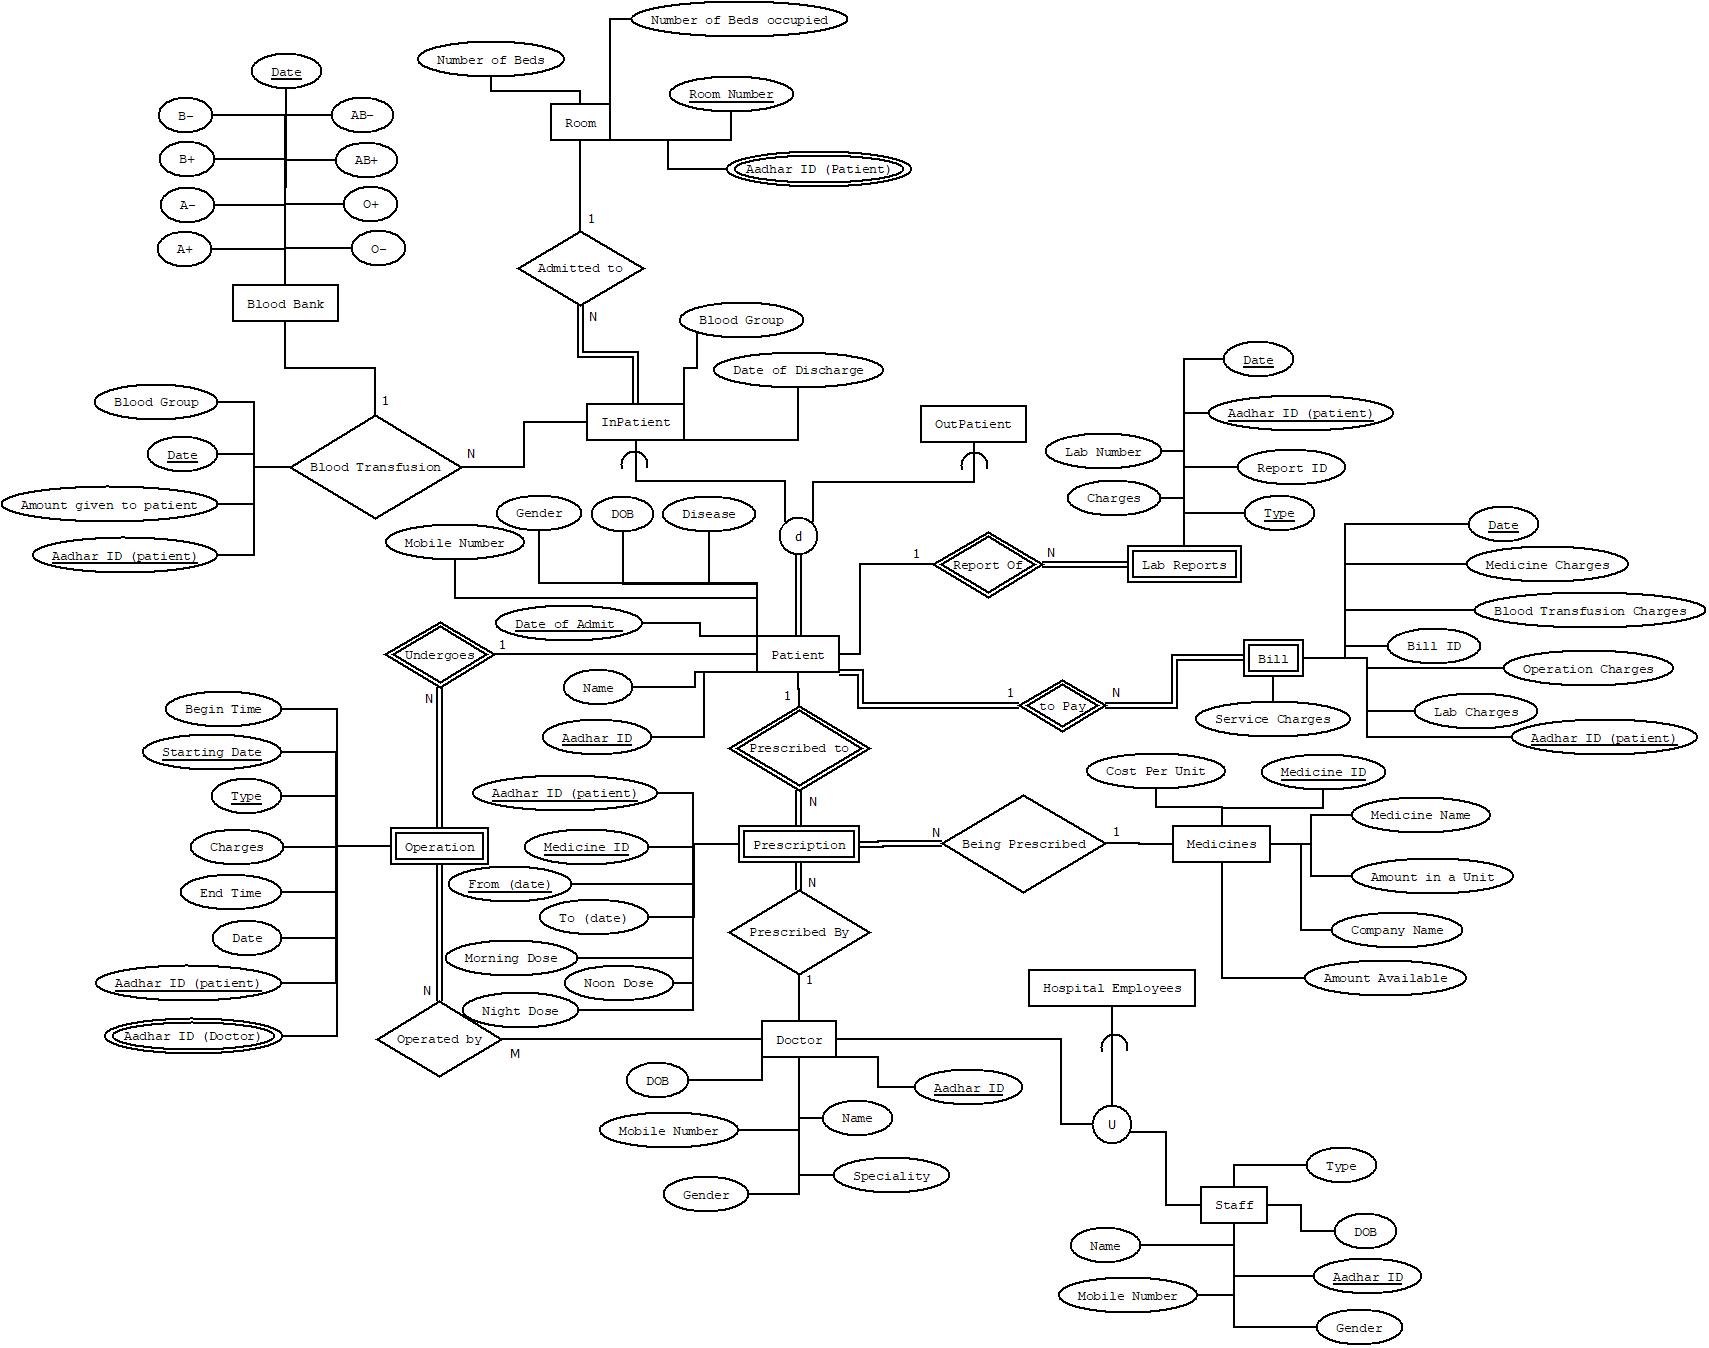 Number of Beds occupied
Number of Beds
Date
Room Number
B-
AB-
Room
B+
AB+
Aadhar ID (Patient)
A-
O+
1
A+
O-
Admitted to
Blood Bank
N
Blood Group
Date
Date of Discharge
1
Blood Group
Aadhar ID (patient)
InPatient
OutPatient
Lab Number
Date
N
Blood Transfusion
Report ID
Charges
Amount given to patient
Gender
DOB
Disease
Type
Date
Mobile Number
d
Aadhar ID (patient)
1
N
Report Of
Lab Reports
Medicine Charges
Blood Transfusion Charges
Date of Admit
1
Undergoes
Patient
Bill
Bill ID
Operation Charges
Name
1
1
N
N
to Pay
Begin Time
Service Charges
Lab Charges
Aadhar ID
Aadhar ID (patient)
Starting Date
Prescribed to
Cost Per Unit
Medicine ID
Type
Aadhar ID (patient)
N
Medicine Name
N
1
Charges
Operation
Medicine ID
Prescription
Being Prescribed
Medicines
From (date)
N
Amount in a Unit
End Time
To (date)
Date
Prescribed By
Company Name
Morning Dose
1
Amount Available
Aadhar ID (patient)
N
Noon Dose
Hospital Employees
Night Dose
Aadhar ID (Doctor)
Operated by
M
Doctor
DOB
Aadhar ID
Name
U
Mobile Number
Type
Speciality
Gender
Staff
DOB
Name
Aadhar ID
Mobile Number
Gender